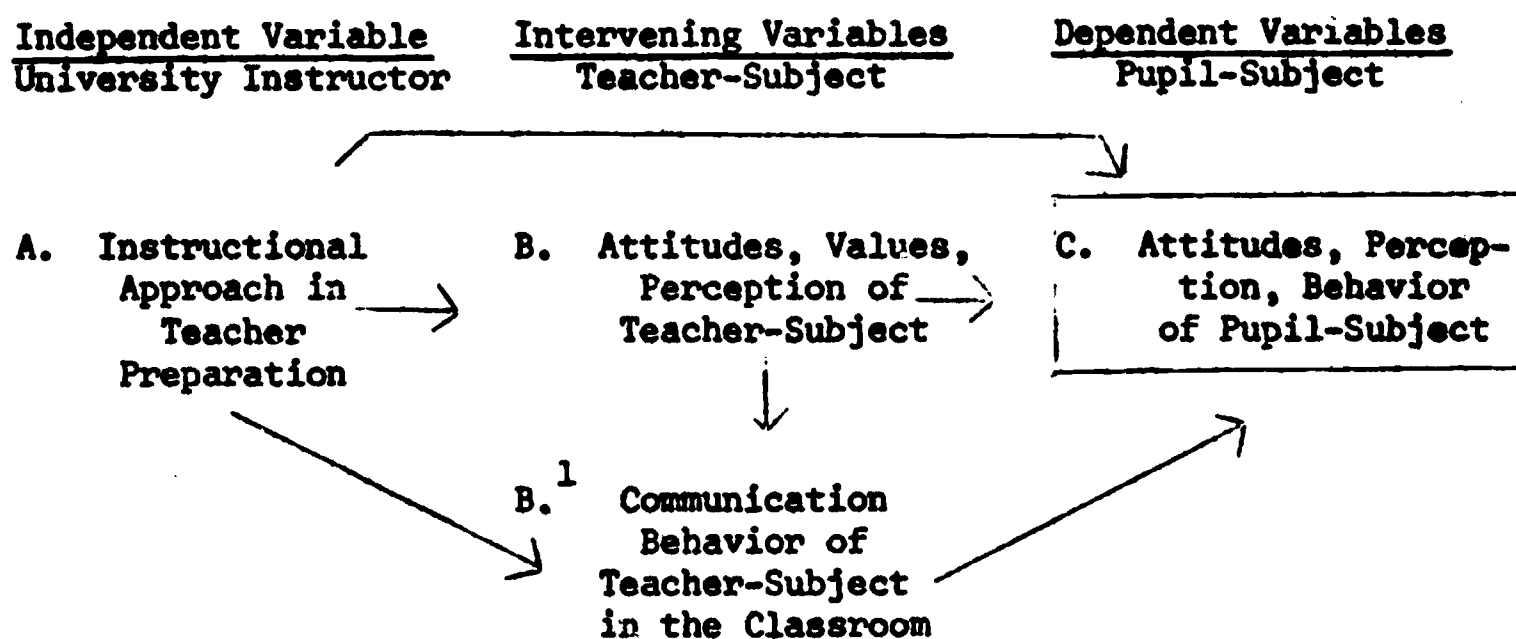 Independent Variable Intervening Variables Dependent Variables
University Instructor Teacher-Subject Pupil-Subject
A. Instructional
Approach in
Teacher
Preparation
B. Attitudes, Values,
Perception of
Teacher-Subject
C. Attitudes, Percep-
tion, Behavior
of Pupil-Subject
B.1 Communication
Behavior of
Teacher-Subject
in the Classroom